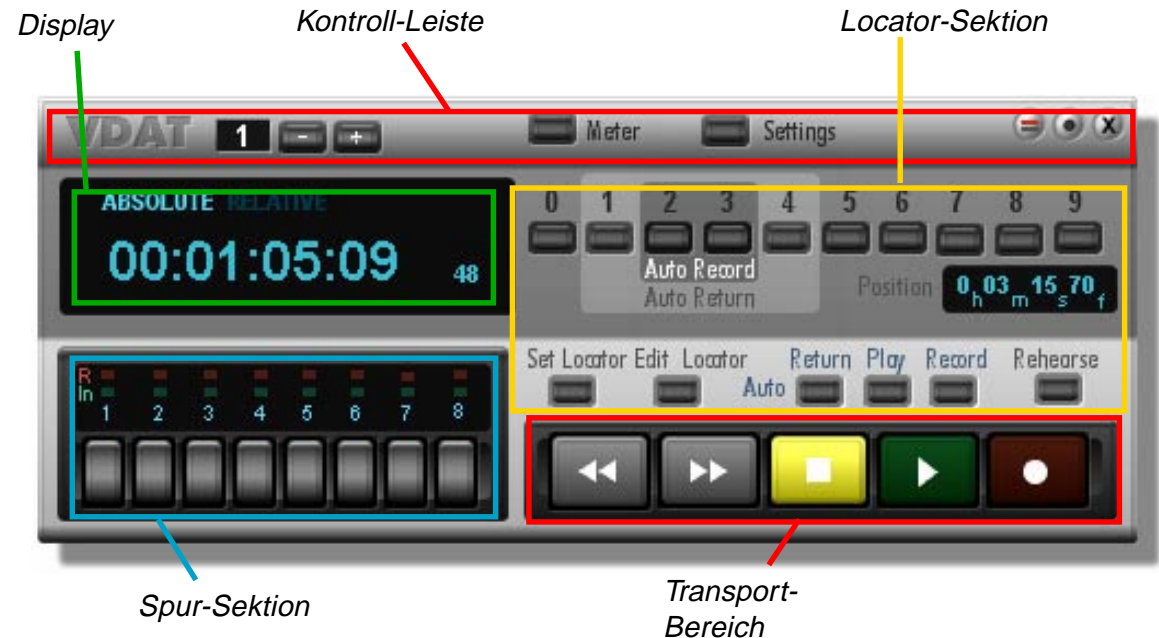 Display
Kontroll-Leiste
Locator-Sektion
VDAT 1 - + Meter Settings X
ABSOLUTE RELATIVE
00:01:05:09 48
0 1 2 3 4 5 6 7 8 9
Auto Record
Auto Return
Position 0h03m15s70f
Set Locator Edit Locator Return Play Record Rehearse
Auto
R
In
1 2 3 4 5 6 7 8
Spur-Sektion
Transport-
Bereich